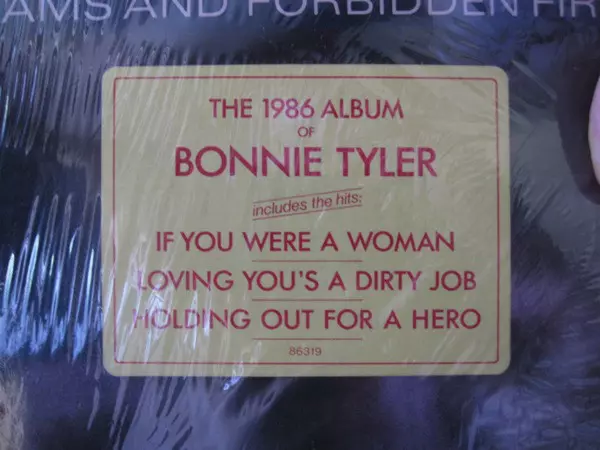 AMS AND FORBIDDEN FIR
THE 1986 ALBUM
OF
BONNIE TYLER
includes the hits:
IF YOU WERE A WOMAN
LOVING YOU'S A DIRTY JOB
HOLDING OUT FOR A HERO
86319